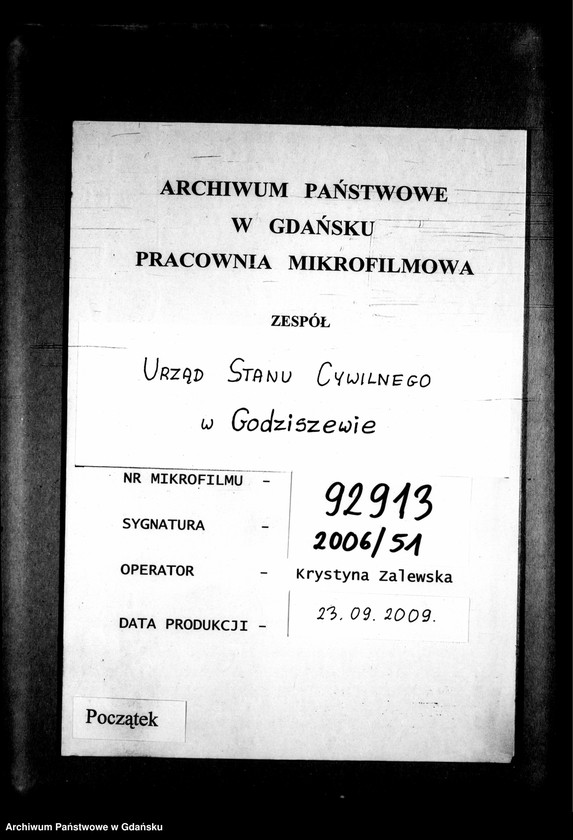 ARCHIWUM PAŃSTWOWE
W GDAŃSKU
PRACOWNIA MIKROFILMOWA
ZESPÓŁ
URZĄD STANU CYWILNEGO
w Godziszewie
NR MIKROFILMU - 92913
SYGNATURA - 2006/51
OPERATOR - Krystyna Zalewska
DATA PRODUKCJI - 23.09.2009.
Początek
Archiwum Państwowe w Gdańsku